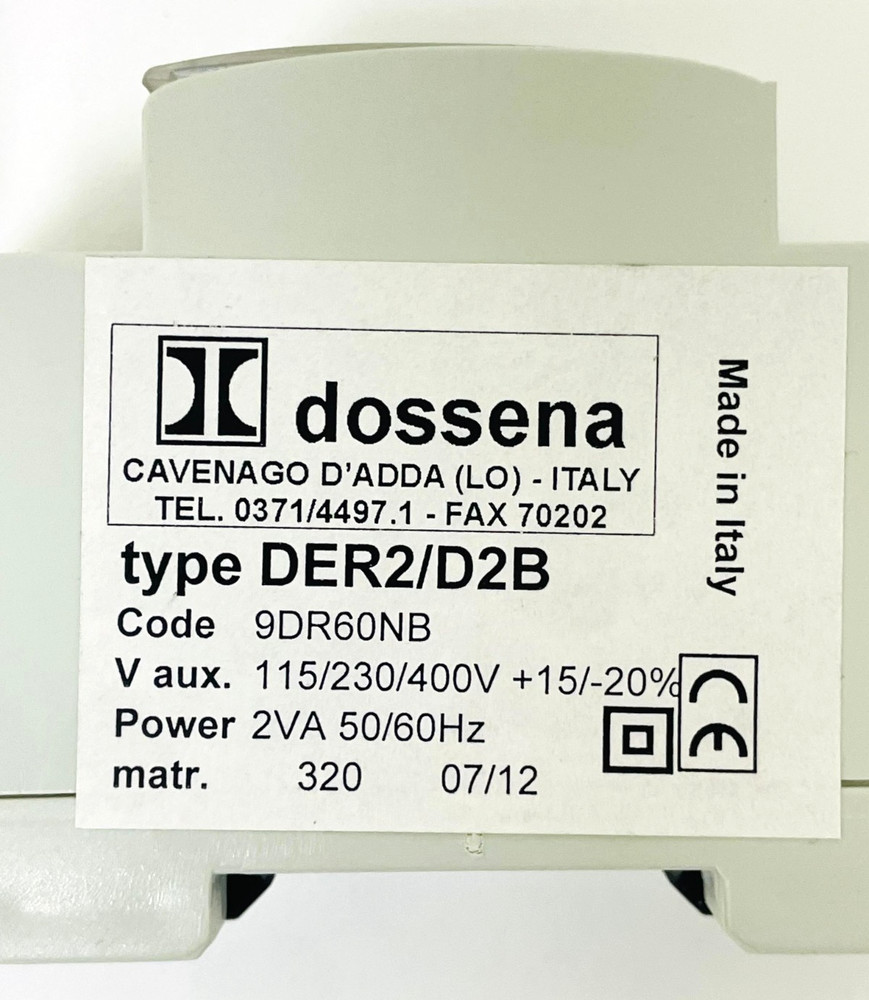 dossena
CAVENAGO D'ADDA (LO) - ITALY
TEL. 0371/4497.1 - FAX 70202
type DER2/D2B
Code 9DR60NB
V aux. 115/230/400V +15/-20%
Power 2VA 50/60Hz
matr. 320 07/12
Made in Italy
CE